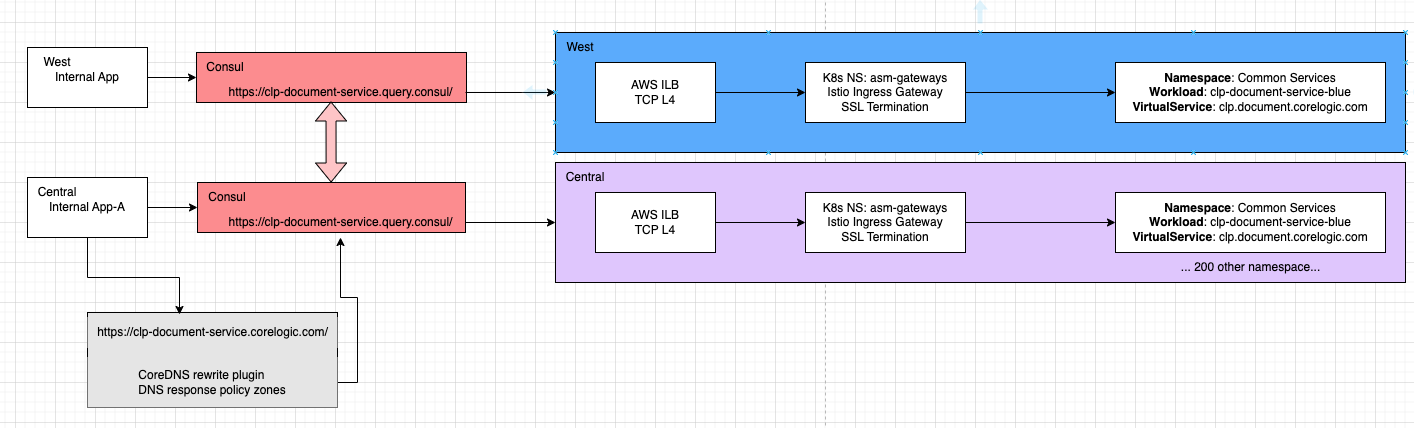 West
Internal App
Consul
https://clp-document-service.query.consul/
West
AWS ILB
TCP L4
K8s NS: asm-gateways
Istio Ingress Gateway
SSL Termination
Namespace: Common Services
Workload: clp-document-service-blue
VirtualService: clp.document.corelogic.com
Central
Internal App-A
Consul
https://clp-document-service.query.consul/
Central
AWS ILB
TCP L4
K8s NS: asm-gateways
Istio Ingress Gateway
SSL Termination
Namespace: Common Services
Workload: clp-document-service-blue
VirtualService: clp.document.corelogic.com
... 200 other namespace...
https://clp-document-service.corelogic.com/
CoreDNS rewrite plugin
DNS response policy zones